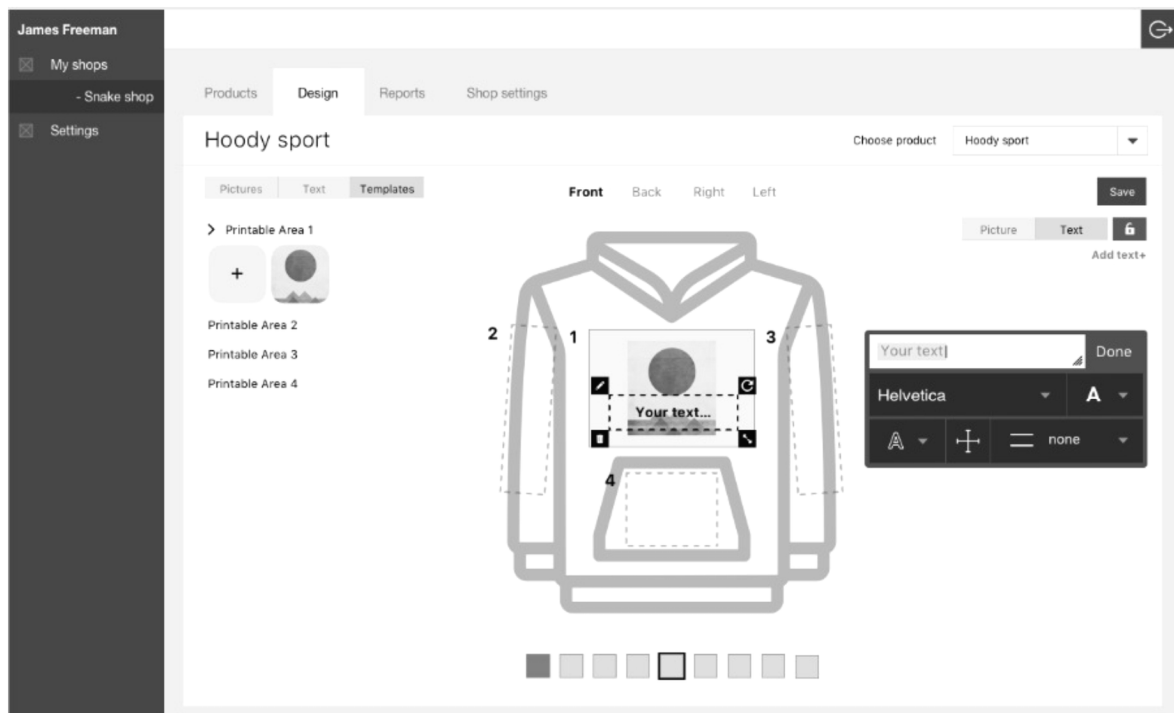 James Freeman
My shops
- Snake shop
Settings
Products Design Reports Shop settings
Hoody sport
Choose product Hoody sport
Pictures Text Templates
Front Back Right Left
Save
Printable Area 1
+
Printable Area 2
Printable Area 3
Printable Area 4
Picture Text
Add text+
2 1 3
Your text...
4
Your text Done
Helvetica A
A none